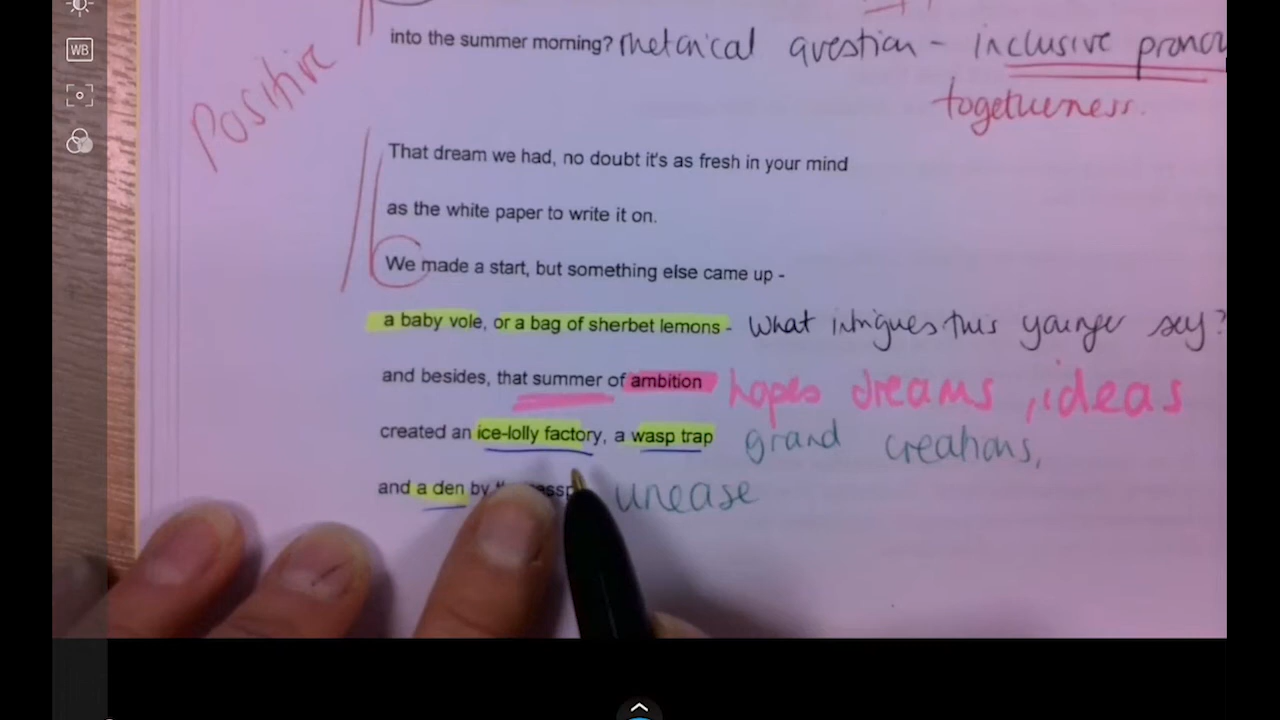 WB
into the summer morning? rhetorical question - inclusive
togetherness.
Positive
That dream we had, no doubt it's as fresh in your mind
as the white paper to write it on.
We made a start, but something else came up -
a baby vole, or a bag of sherbet lemons - What intrigues this younger
and besides, that summer of ambition hopes dreams, ideas
created an ice-lolly factory, a wasp trap grand creations,
and a den by unease